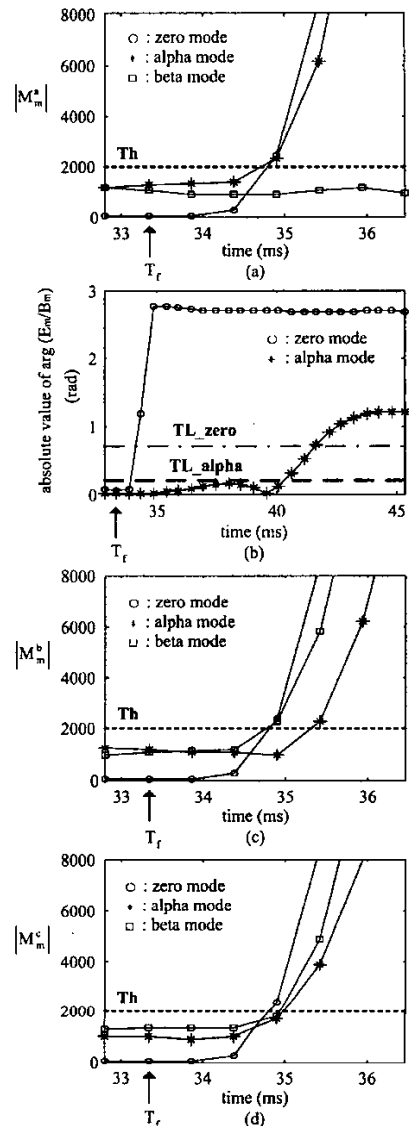 8000
6000
|M_m^a|
4000
2000
0
○ : zero mode
* : alpha mode
□ : beta mode
Th
33 34 35 36
time (ms)
T_f
(a)
absolute value of arg (E_m/B_m)
(rad)
3
2
1
0
○ : zero mode
* : alpha mode
TL_zero
TL_alpha
35 40 45
time (ms)
T_f
(b)
8000
6000
|M_m^b|
4000
2000
0
○ : zero mode
+ : alpha mode
□ : beta mode
Th
33 34 35 36
time (ms)
T_f
(c)
8000
6000
|M_m^c|
4000
2000
0
○ : zero mode
* : alpha mode
□ : beta mode
Th
33 34 35 36
time (ms)
T_f
(d)